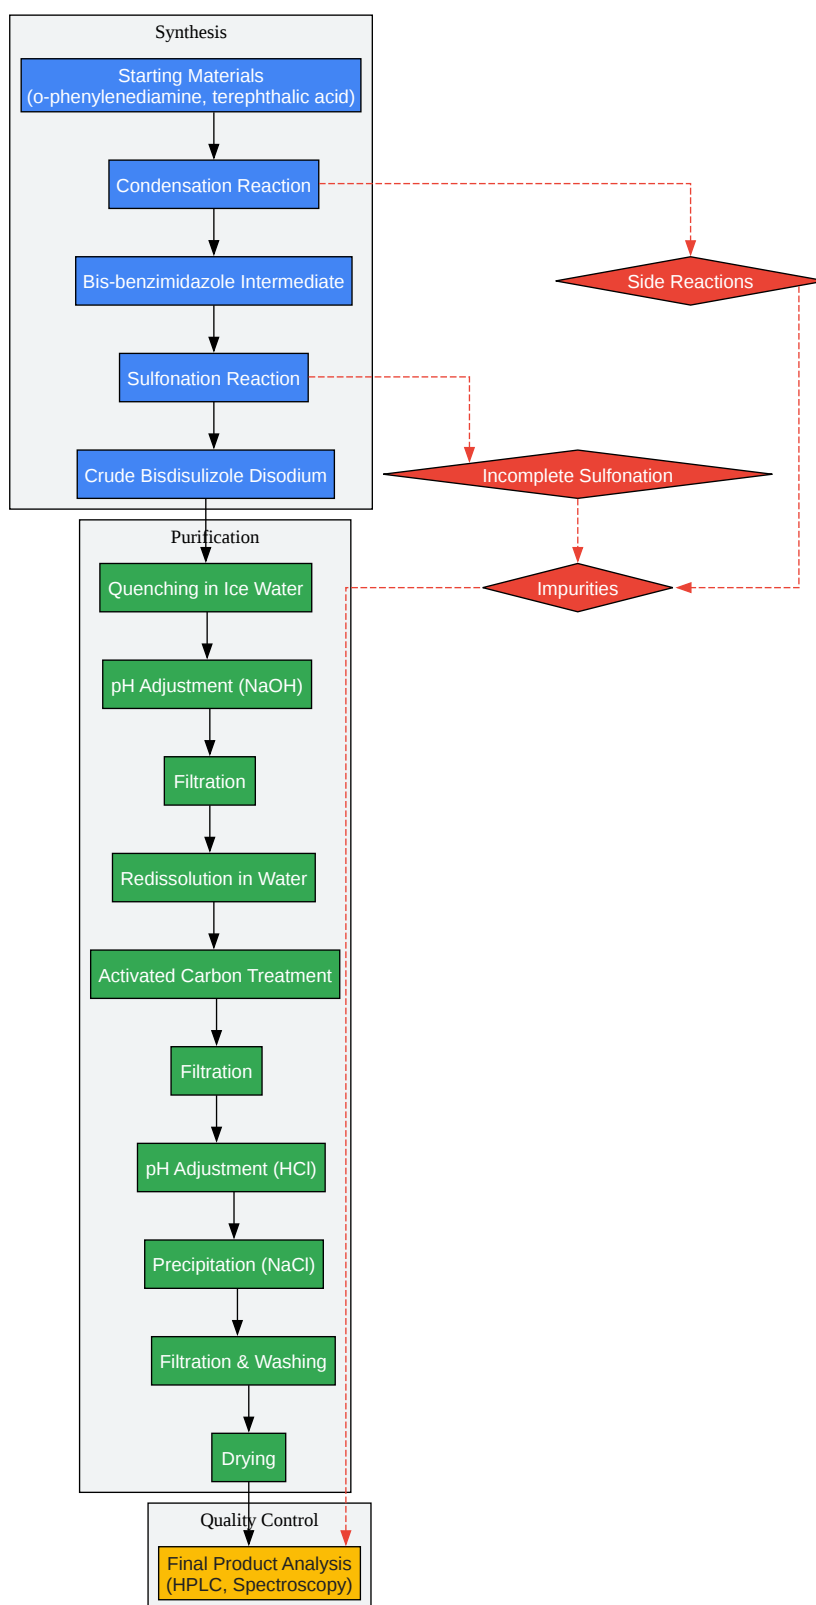 Synthesis
Starting Materials
(o-phenylenediamine, terephthalic acid)
Condensation Reaction
Bis-benzimidazole Intermediate
Side Reactions
Sulfonation Reaction
Crude Bisdisulizole Disodium
Incomplete Sulfonation
Purification
Quenching in Ice Water
Impurities
pH Adjustment (NaOH)
Filtration
Redissolution in Water
Activated Carbon Treatment
Filtration
pH Adjustment (HCl)
Precipitation (NaCl)
Filtration & Washing
Drying
Quality Control
Final Product Analysis
(HPLC, Spectroscopy)